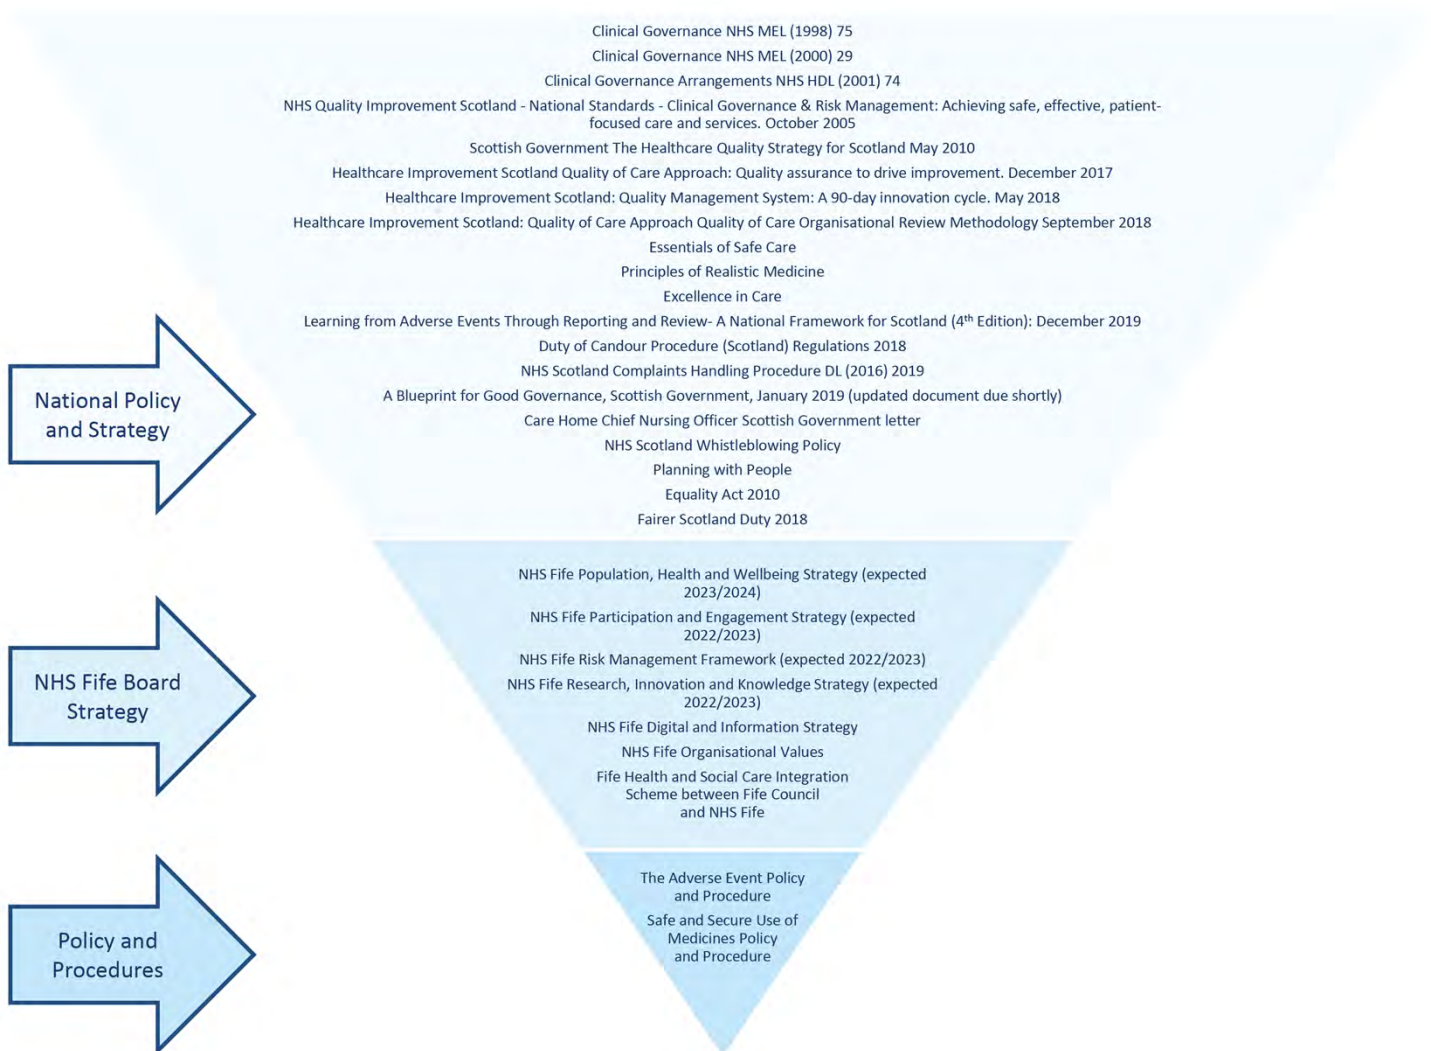 Clinical Governance NHS MEL (1998) 75
Clinical Governance NHS MEL (2000) 29
Clinical Governance Arrangements NHS HDL (2001) 74
NHS Quality Improvement Scotland - National Standards - Clinical Governance & Risk Management: Achieving safe, effective, patient-
focused care and services. October 2005
Scottish Government The Healthcare Quality Strategy for Scotland May 2010
Healthcare Improvement Scotland Quality of Care Approach: Quality assurance to drive improvement. December 2017
Healthcare Improvement Scotland: Quality Management System: A 90-day innovation cycle. May 2018
Healthcare Improvement Scotland: Quality of Care Approach Quality of Care Organisational Review Methodology September 2018
Essentials of Safe Care
Principles of Realistic Medicine
Excellence in Care
Learning from Adverse Events Through Reporting and Review- A National Framework for Scotland (4th Edition): December 2019
Duty of Candour Procedure (Scotland) Regulations 2018
NHS Scotland Complaints Handling Procedure DL (2016) 2019
A Blueprint for Good Governance, Scottish Government, January 2019 (updated document due shortly)
Care Home Chief Nursing Officer Scottish Government letter
NHS Scotland Whistleblowing Policy
Planning with People
Equality Act 2010
Fairer Scotland Duty 2018
National Policy
and Strategy
NHS Fife Population, Health and Wellbeing Strategy (expected
2023/2024)
NHS Fife Participation and Engagement Strategy (expected
2022/2023)
NHS Fife Risk Management Framework (expected 2022/2023)
NHS Fife Research, Innovation and Knowledge Strategy (expected
2022/2023)
NHS Fife Digital and Information Strategy
NHS Fife Organisational Values
Fife Health and Social Care Integration
Scheme between Fife Council
and NHS Fife
NHS Fife Board
Strategy
The Adverse Event Policy
and Procedure
Safe and Secure Use of
Medicines Policy
and Procedure
Policy and
Procedures